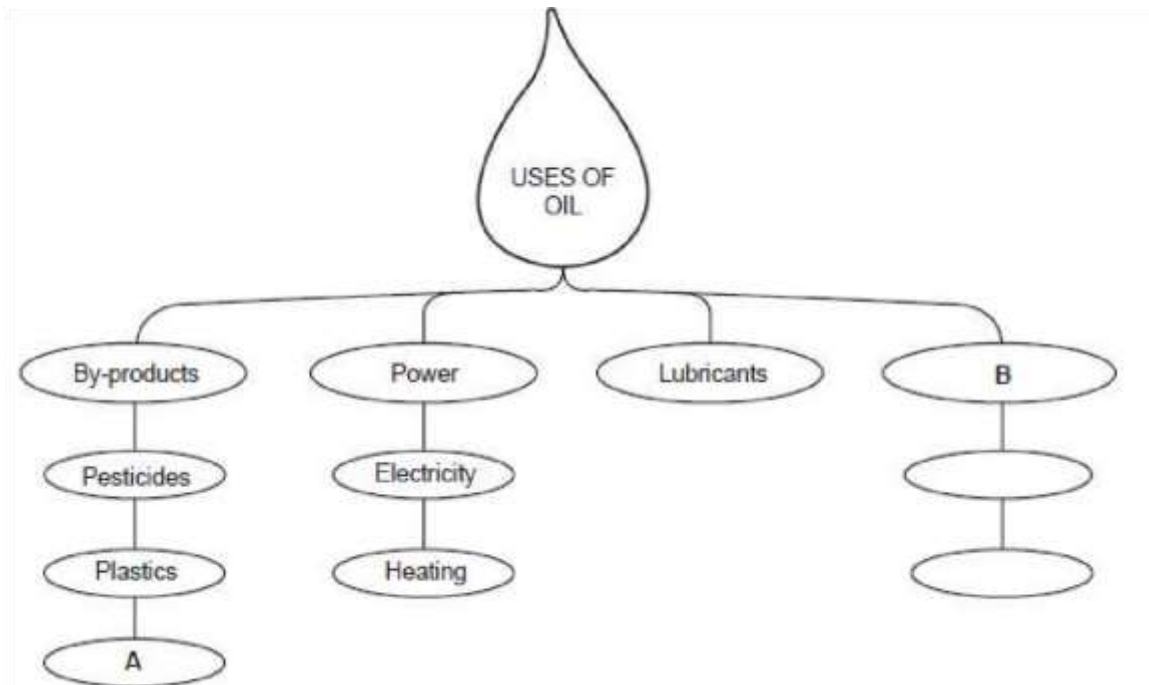 USES OF
OIL
By-products
Power
Lubricants
B
Pesticides
Electricity
Plastics
Heating
A